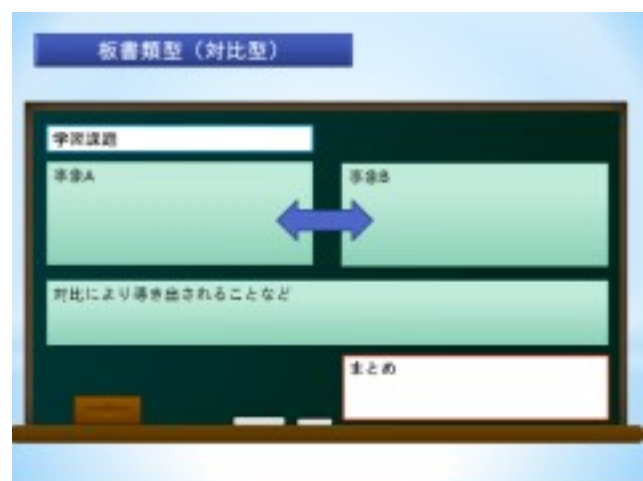 板書類型（対比型）
学習課題
事象A
事象B
対比により導き出されることなど
まとめ